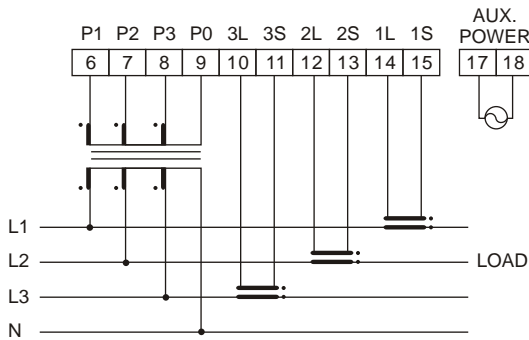 AUX.
P1 P2 P3 P0 3L 3S 2L 2S 1L 1S POWER
6 7 8 9 10 11 12 13 14 15 17 18
L1
L2 LOAD
L3
N